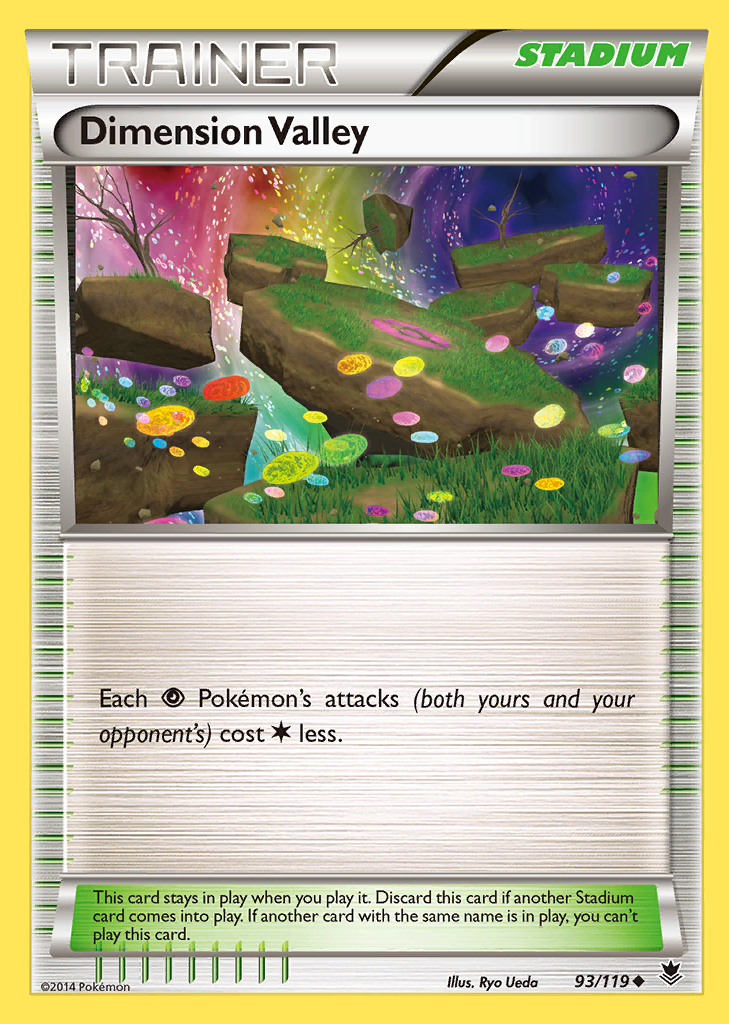 TRAINER
STADIUM
Dimension Valley
Each Pokémon's attacks (both yours and your
opponent's) cost less.
This card stays in play when you play it. Discard this card if another Stadium
card comes into play. If another card with the same name is in play, you can't
play this card.
©2014 Pokémon
Illus. Ryo Ueda
93/119